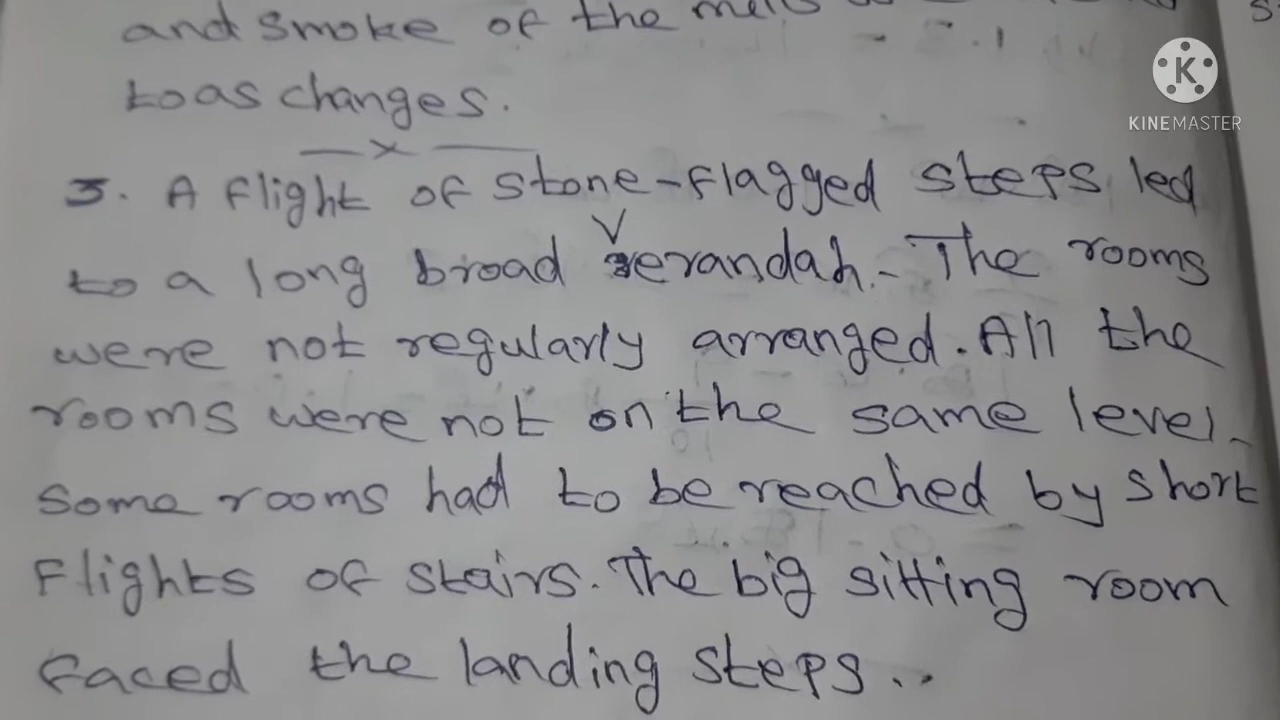 and smoke of the
to as changes.
3. A flight of stone-flagged steps led
to a long broad verandah. The rooms
were not regularly arranged. All the
rooms were not on the same level.
Some rooms had to be reached by short
flights of stairs. The big sitting room
faced the landing steps..
K
KINEMASTER